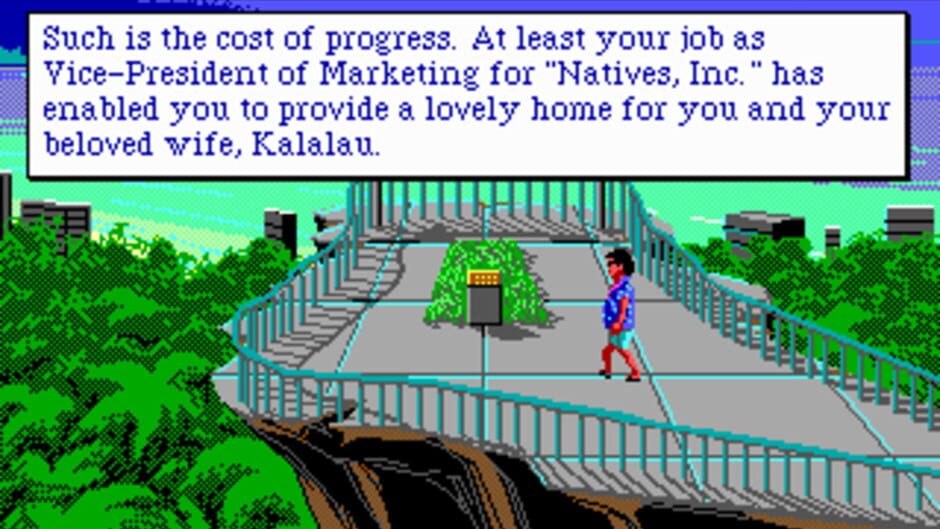 Such is the cost of progress. At least your job as
Vice-President of Marketing for "Natives, Inc." has
enabled you to provide a lovely home for you and your
beloved wife, Kalalau.